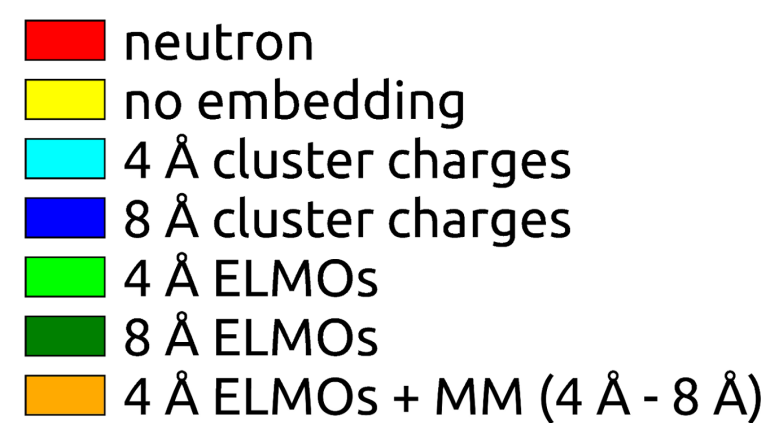 neutron
no embedding
4 Å cluster charges
8 Å cluster charges
4 Å ELMOs
8 Å ELMOs
4 Å ELMOs + MM (4 Å - 8 Å)